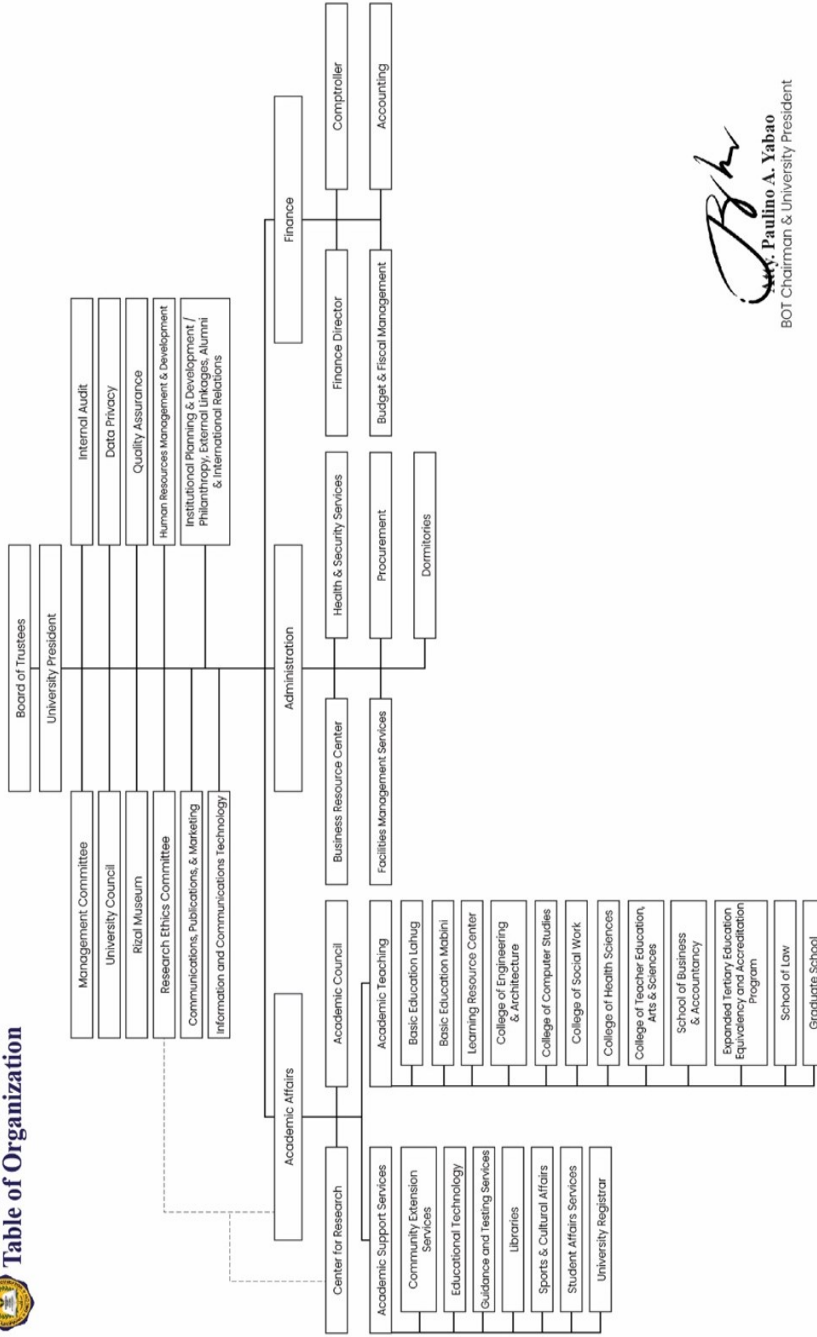 Table of Organization
Board of Trustees
University President
Management Committee
Internal Audit
University Council
Data Privacy
Rizal Museum
Quality Assurance
Research Ethics Committee
Human Resources Management & Development
Communications, Publications, & Marketing
Institutional Planning & Development /
Philanthropy, External Linkages, Alumni
& International Relations
Information and Communications Technology
Academic Affairs
Administration
Finance
Center for Research
Academic Council
Business Resource Center
Health & Security Services
Finance Director
Comptroller
Academic Support Services
Academic Teaching
Facilities Management Services
Procurement
Budget & Fiscal Management
Accounting
Dormitories
Community Extension
Services
Educational Technology
Guidance and Testing Services
Libraries
Sports & Cultural Affairs
Student Affairs Services
University Registrar
Basic Education Lahug
Basic Education Mabini
Learning Resource Center
College of Engineering
& Architecture
College of Computer Studies
College of Social Work
College of Health Sciences
College of Teacher Education,
Arts & Sciences
School of Business
& Accountancy
Expanded Tertiary Education
Equivalency and Accreditation
Program
School of Law
Graduate School
Atty. Paulino A. Yabao
BOT Chairman & University President